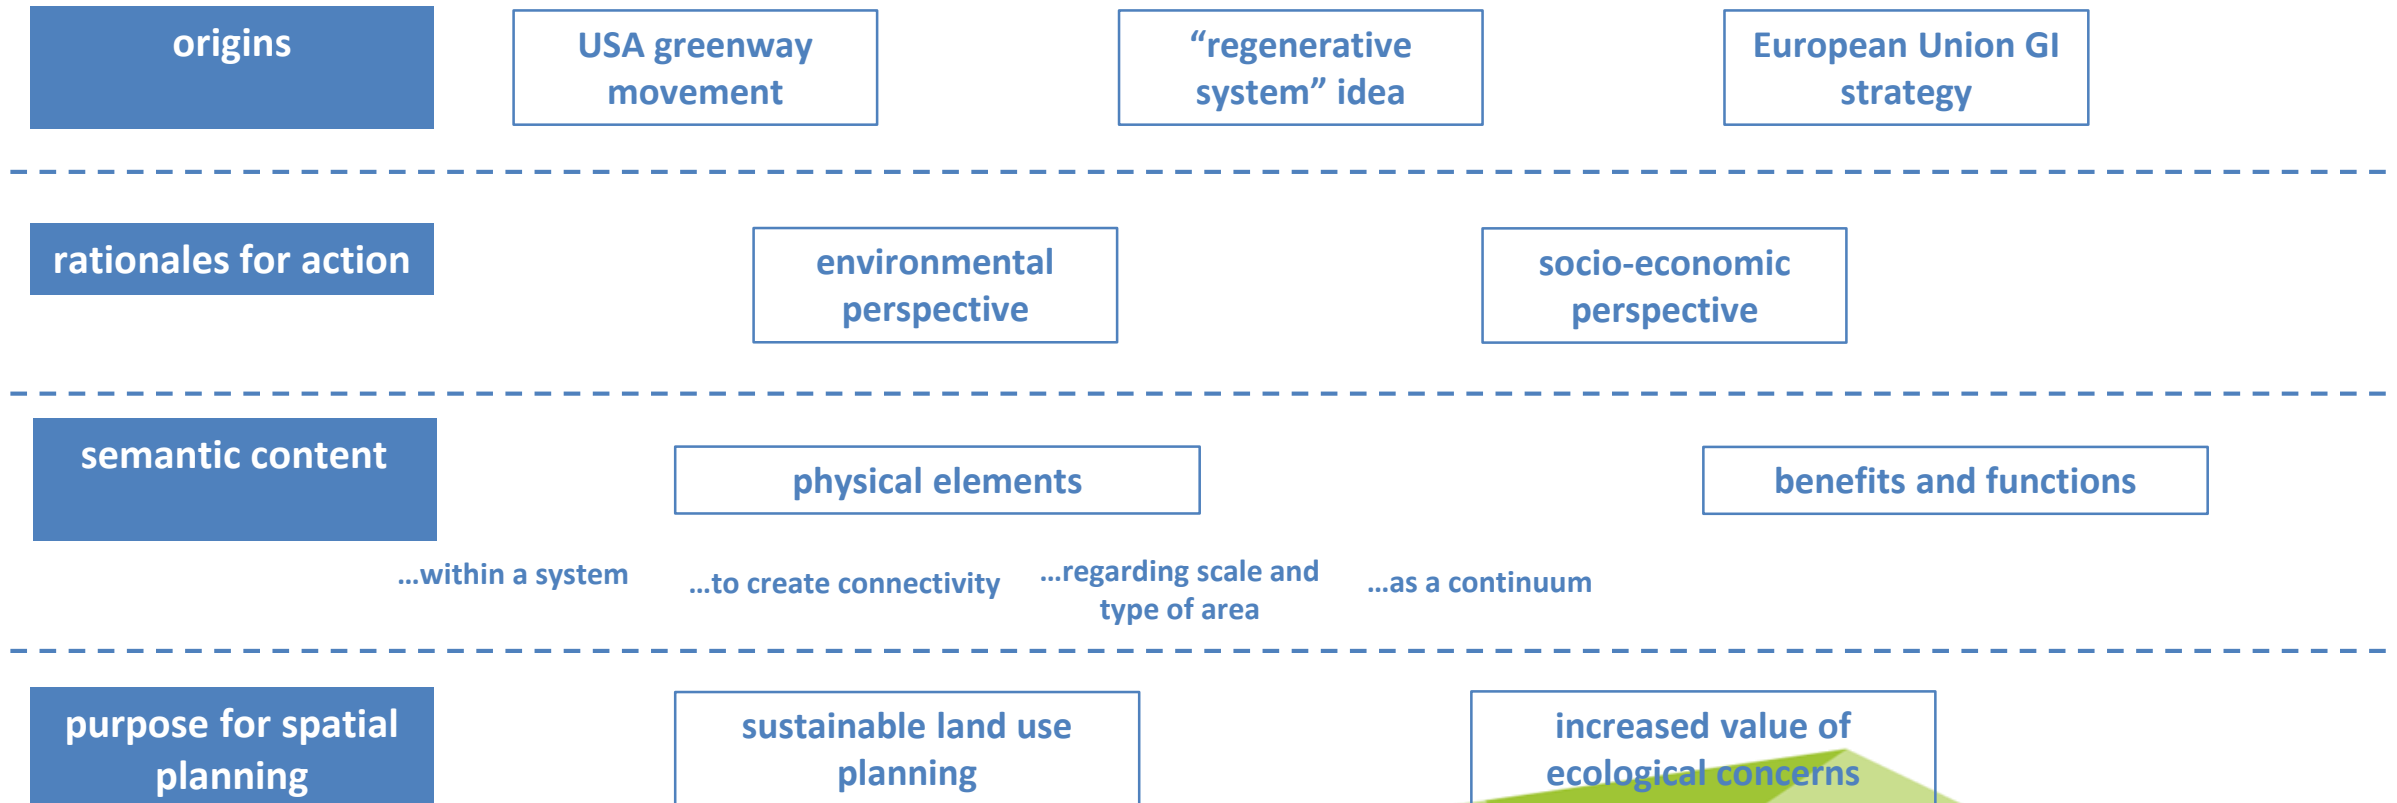 origins
USA greenway
movement
“regenerative
system” idea
European Union GI
strategy
rationales for action
environmental
perspective
socio-economic
perspective
semantic content
physical elements
benefits and functions
...within a system
...to create connectivity
...regarding scale and
type of area
...as a continuum
purpose for spatial
planning
sustainable land use
planning
increased value of
ecological concerns